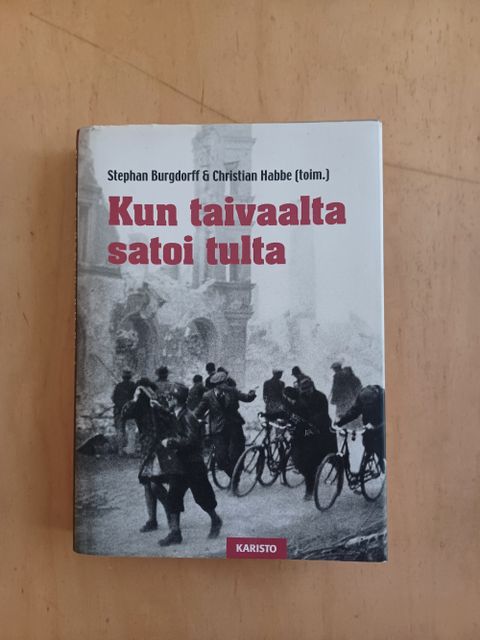 Stephan Burgdorff & Christian Habbe (toim.)
Kun taivaalta
satoi tulta
KARISTO